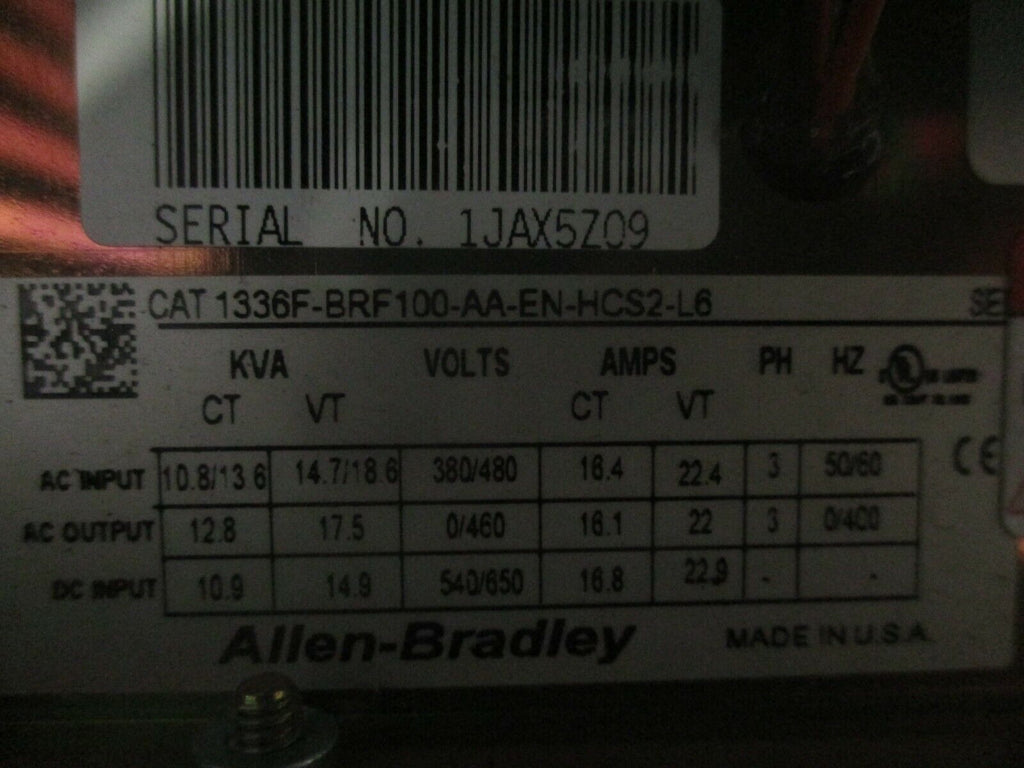 SERIAL NO. 1JAX5Z09
CAT 1336F-BRF100-AA-EN-HCS2-L6 SE
KVA VOLTS AMPS PH HZ
CT VT CT VT
UL
CE
AC INPUT 10.8/13.6 14.7/18.6 380/480 16.4 22.4 3 50/60
AC OUTPUT 12.8 17.5 0/460 16.1 22 3 0/400
DC INPUT 10.9 14.9 540/650 16.8 22.9 - -
Allen-Bradley MADE IN U.S.A.